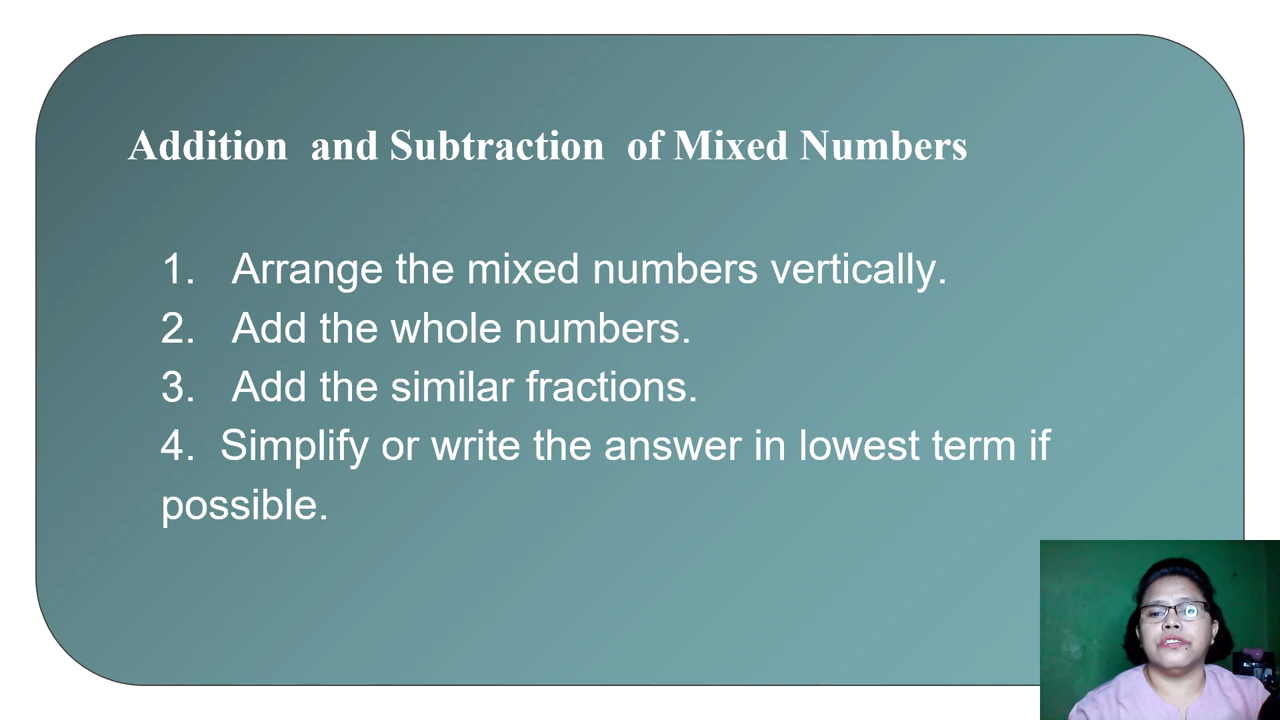 Addition and Subtraction of Mixed Numbers
1. Arrange the mixed numbers vertically.
2. Add the whole numbers.
3. Add the similar fractions.
4. Simplify or write the answer in lowest term if
possible.